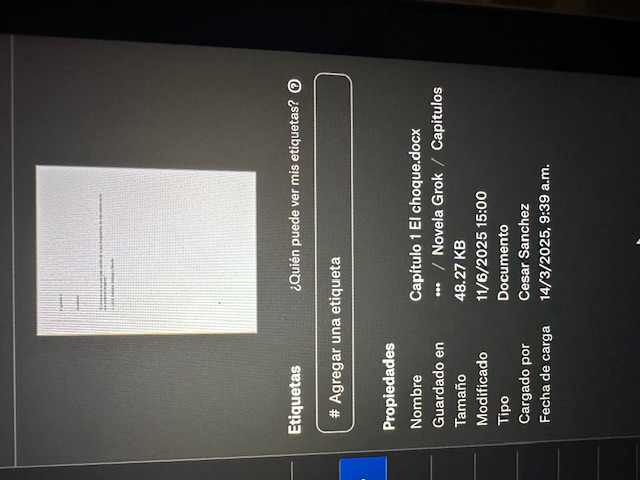 Etiquetas ¿Quién puede ver mis etiquetas? ?
# Agregar una etiqueta
Propiedades
Nombre Capítulo 1 El choque.docx
Guardado en ••• / Novela Grok / Capitulos
Tamaño 48.27 KB
Modificado 11/6/2025 15:00
Tipo Documento
Cargado por Cesar Sanchez
Fecha de carga 14/3/2025, 9:39 a.m.